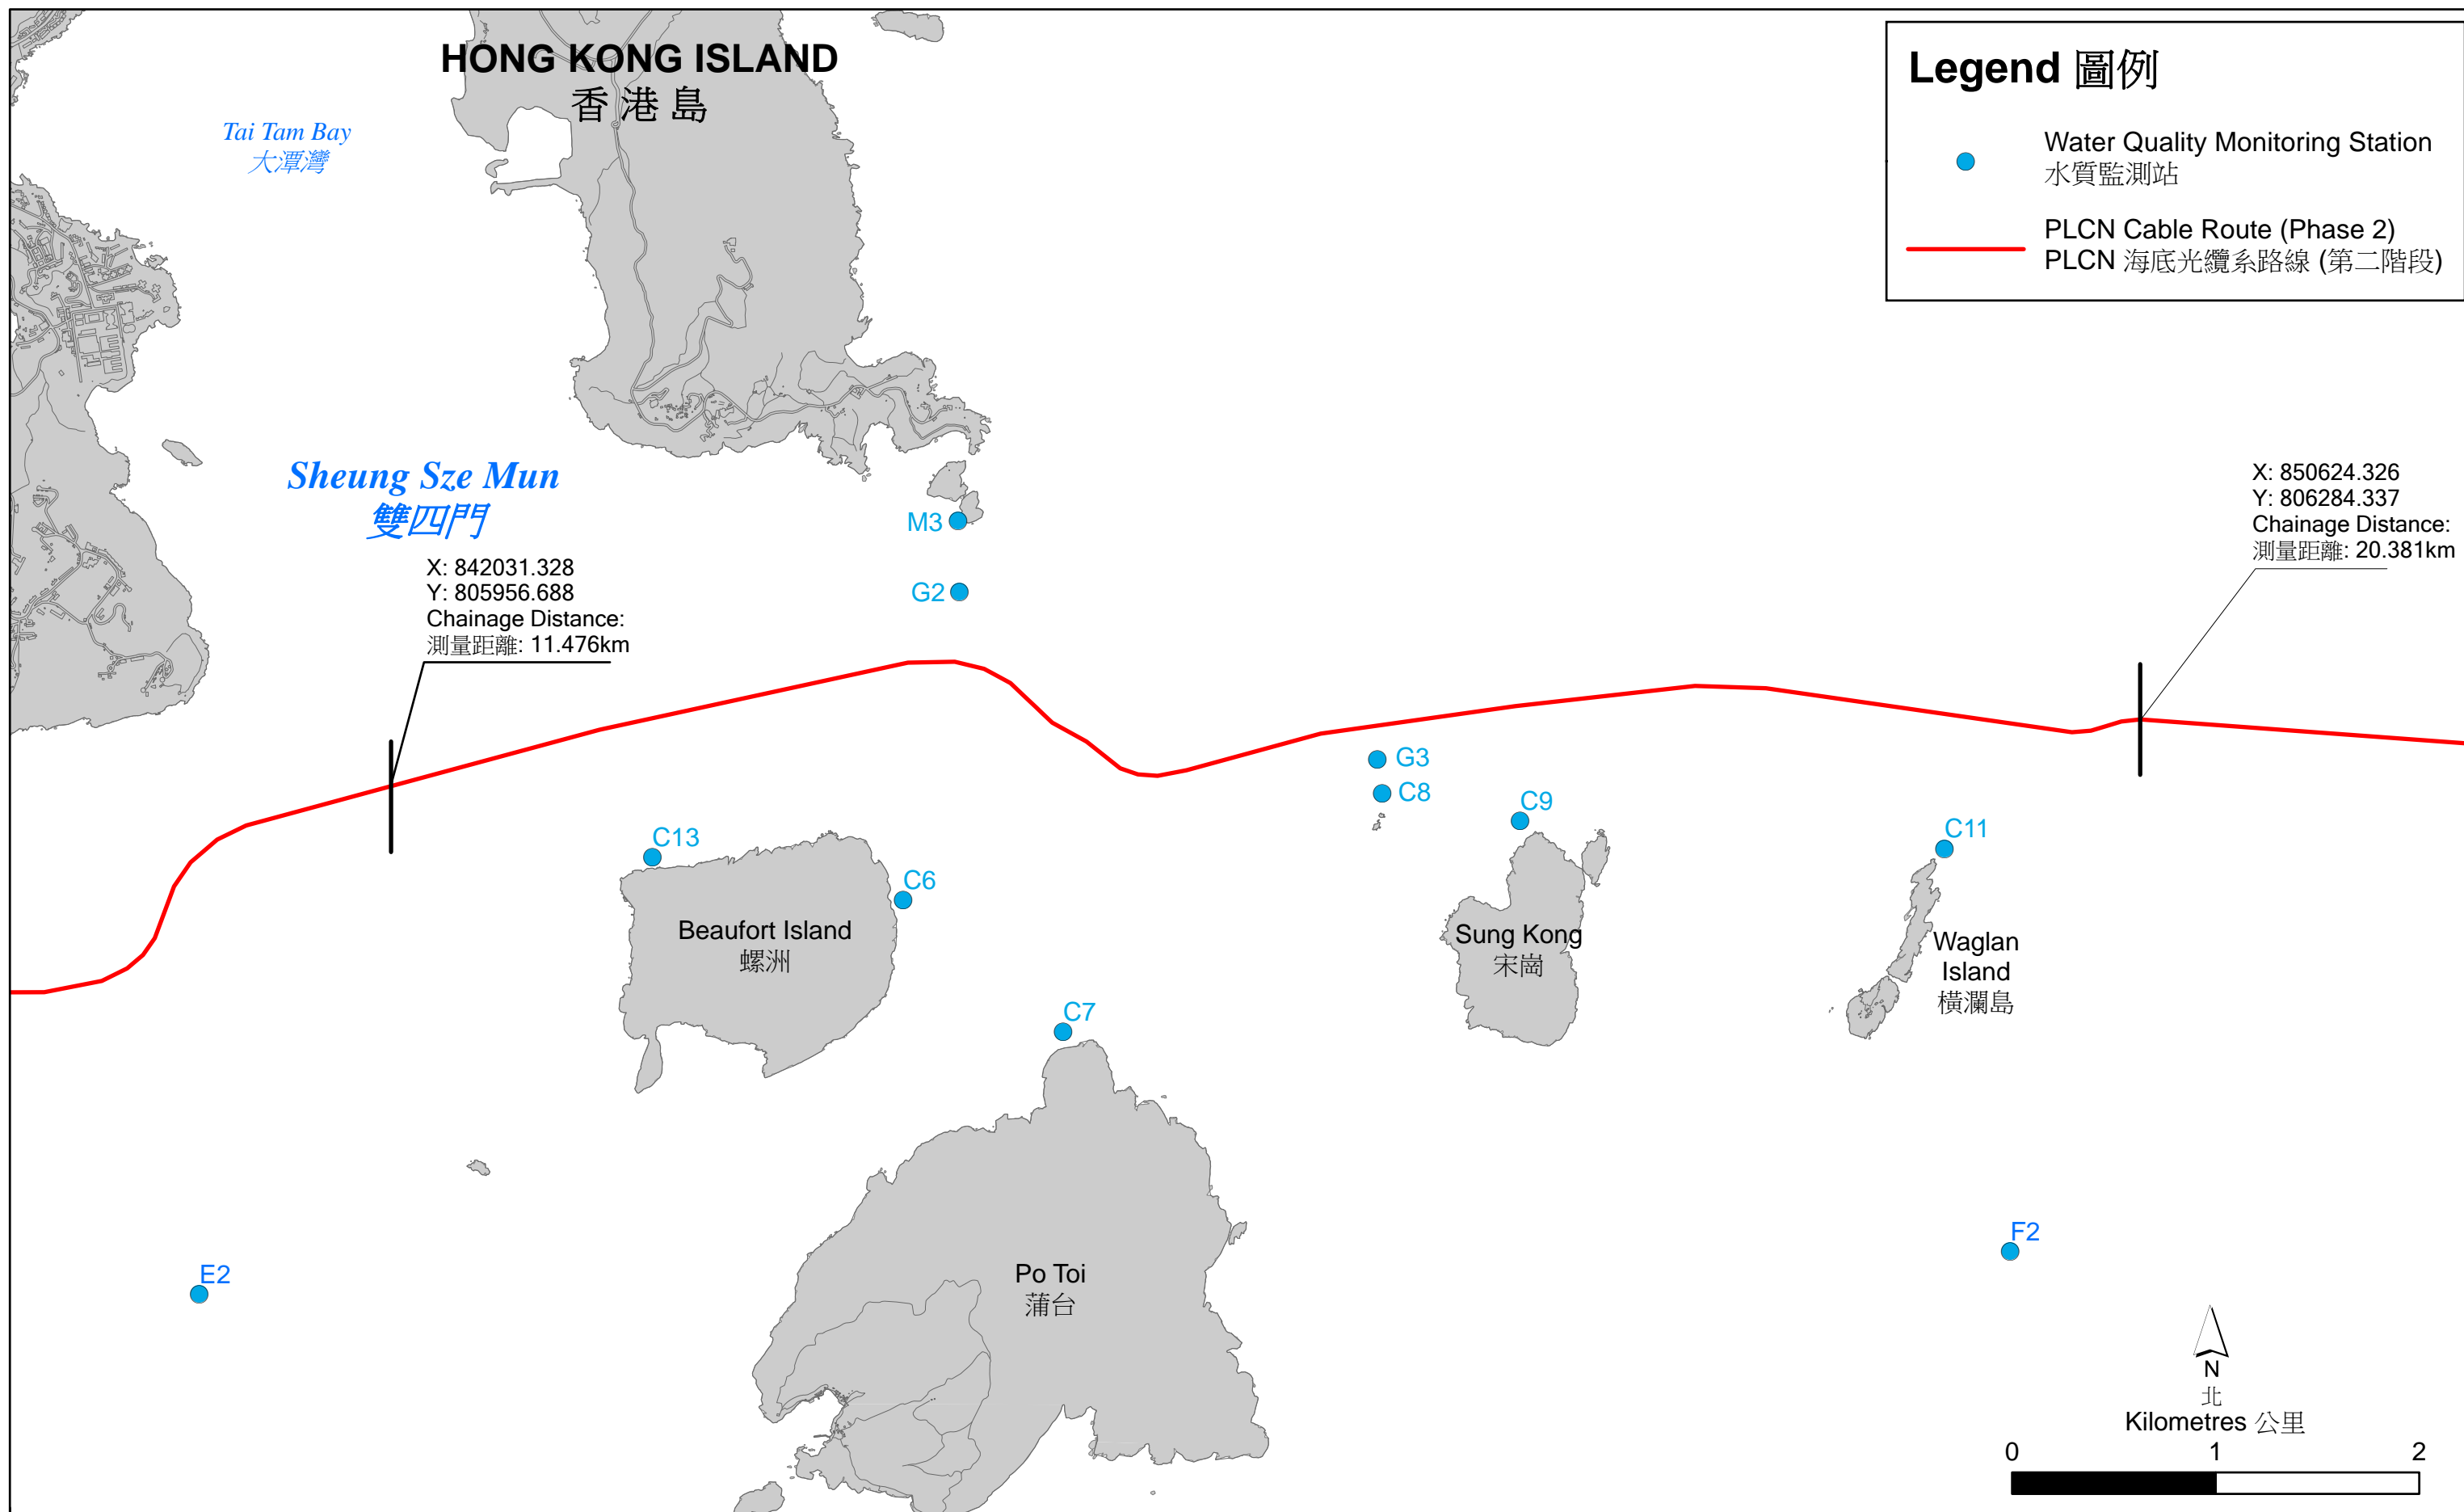 HONG KONG ISLAND
香港島
Legend 圖例
Water Quality Monitoring Station
水質監測站
PLCN Cable Route (Phase 2)
PLCN 海底光纜系路線 (第二階段)
Tai Tam Bay
大潭灣
Sheung Sze Mun
雙四門
X: 842031.328
Y: 805956.688
Chainage Distance:
測量距離: 11.476km
X: 850624.326
Y: 806284.337
Chainage Distance:
測量距離: 20.381km
M3
G2
G3
C8
C9
C11
C13
C6
Beaufort Island
螺洲
Sung Kong
宋崗
Waglan
Island
橫瀾島
C7
F2
E2
Po Toi
蒲台
N
北
Kilometres 公里
0 1 2